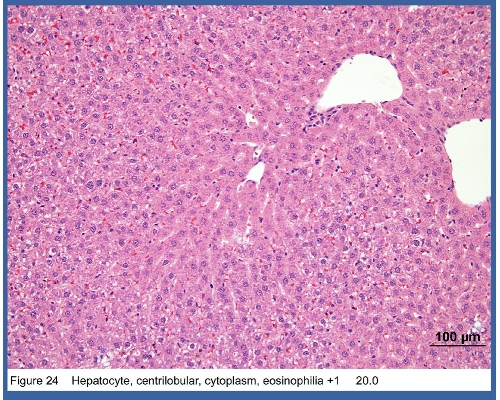 100 µm
Figure 24 Hepatocyte, centrilobular, cytoplasm, eosinophilia +1 20.0